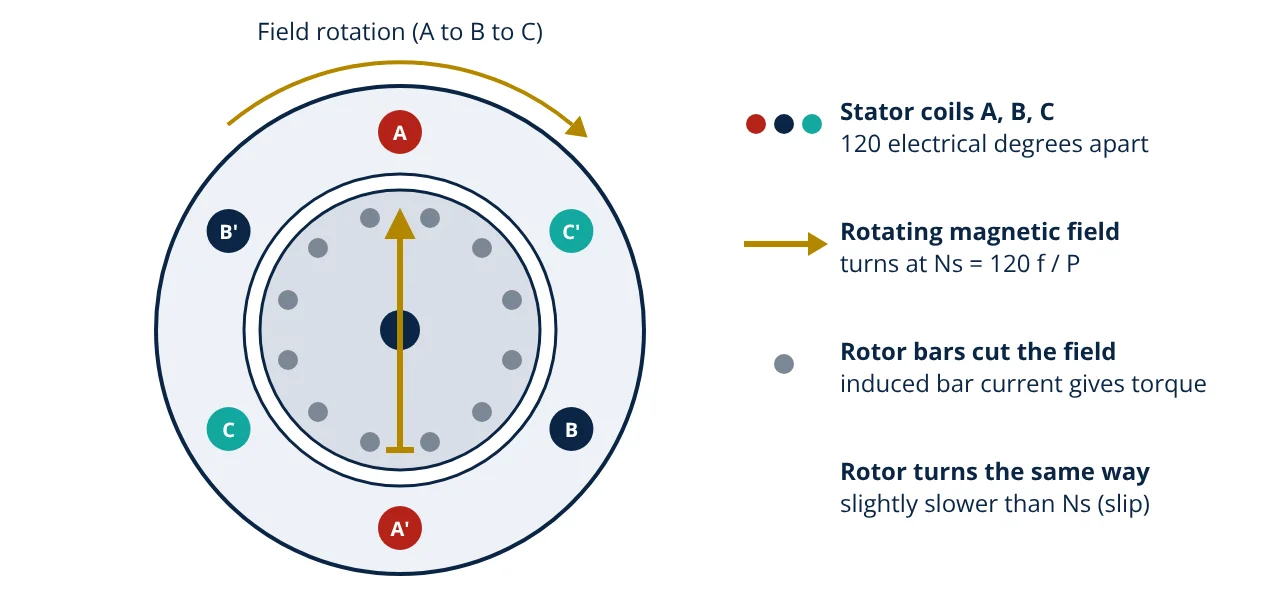 Field rotation (A to B to C)
A
B'
C'
C
B
A'
Stator coils A, B, C
120 electrical degrees apart
Rotating magnetic field
turns at Ns = 120 f / P
Rotor bars cut the field
induced bar current gives torque
Rotor turns the same way
slightly slower than Ns (slip)